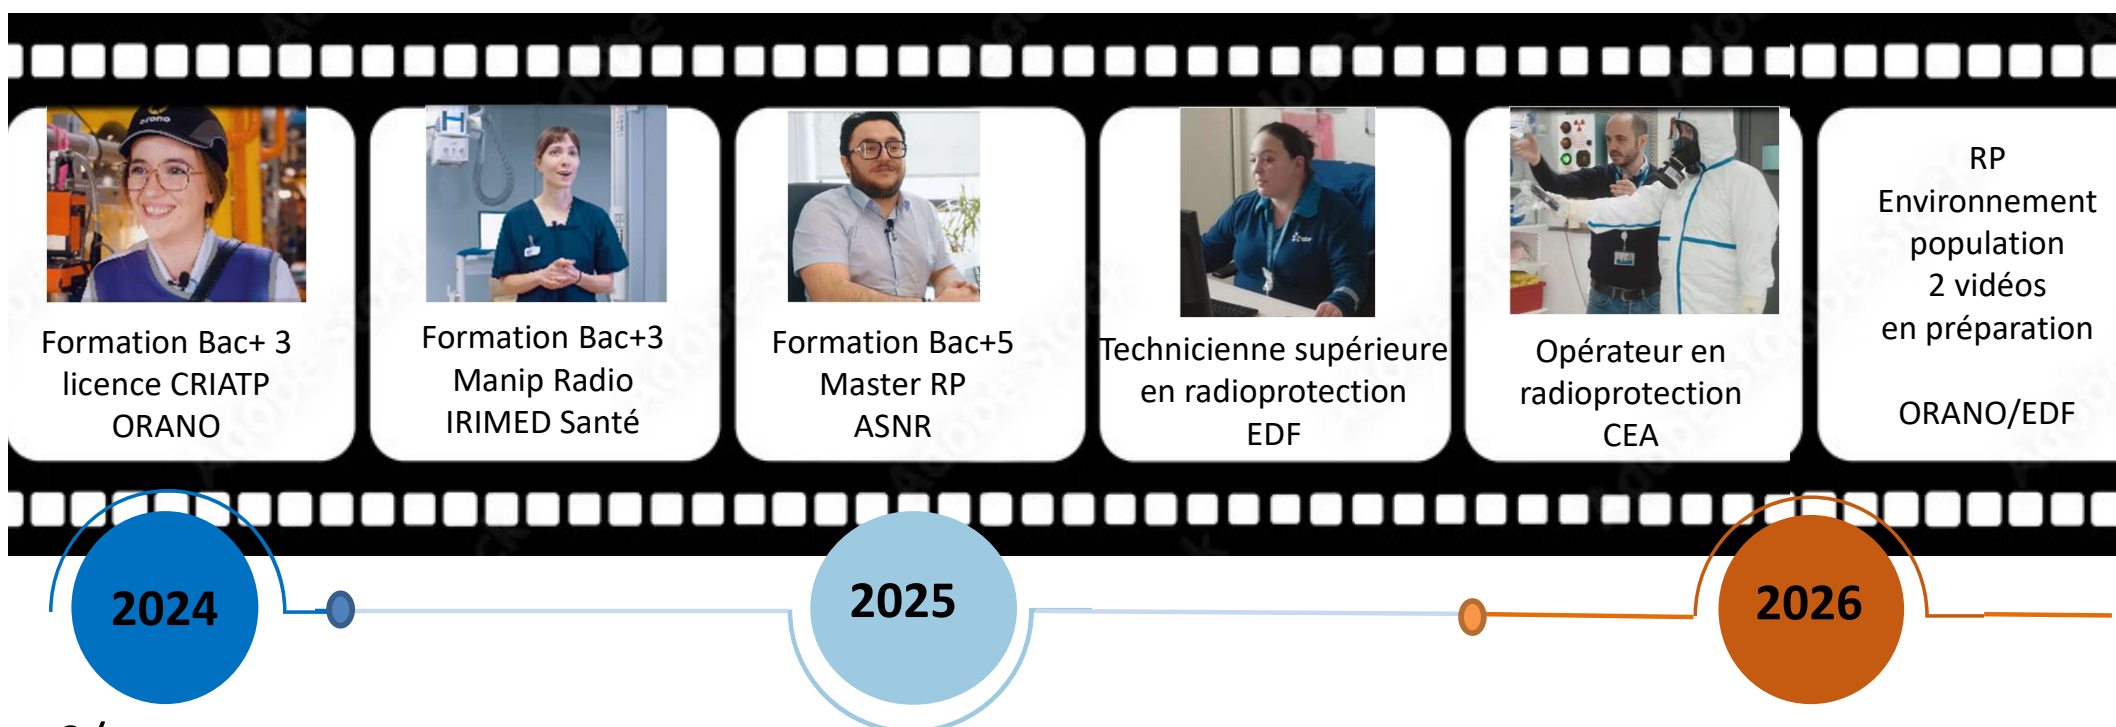 orano
Formation Bac+ 3
licence CRIATP
ORANO
Formation Bac+3
Manip Radio
IRIMED Santé
Formation Bac+5
Master RP
ASNR
edf
Technicienne supérieure
en radioprotection
EDF
Opérateur en
radioprotection
CEA
RP
Environnement
population
2 vidéos
en préparation
ORANO/EDF
2024
2025
2026